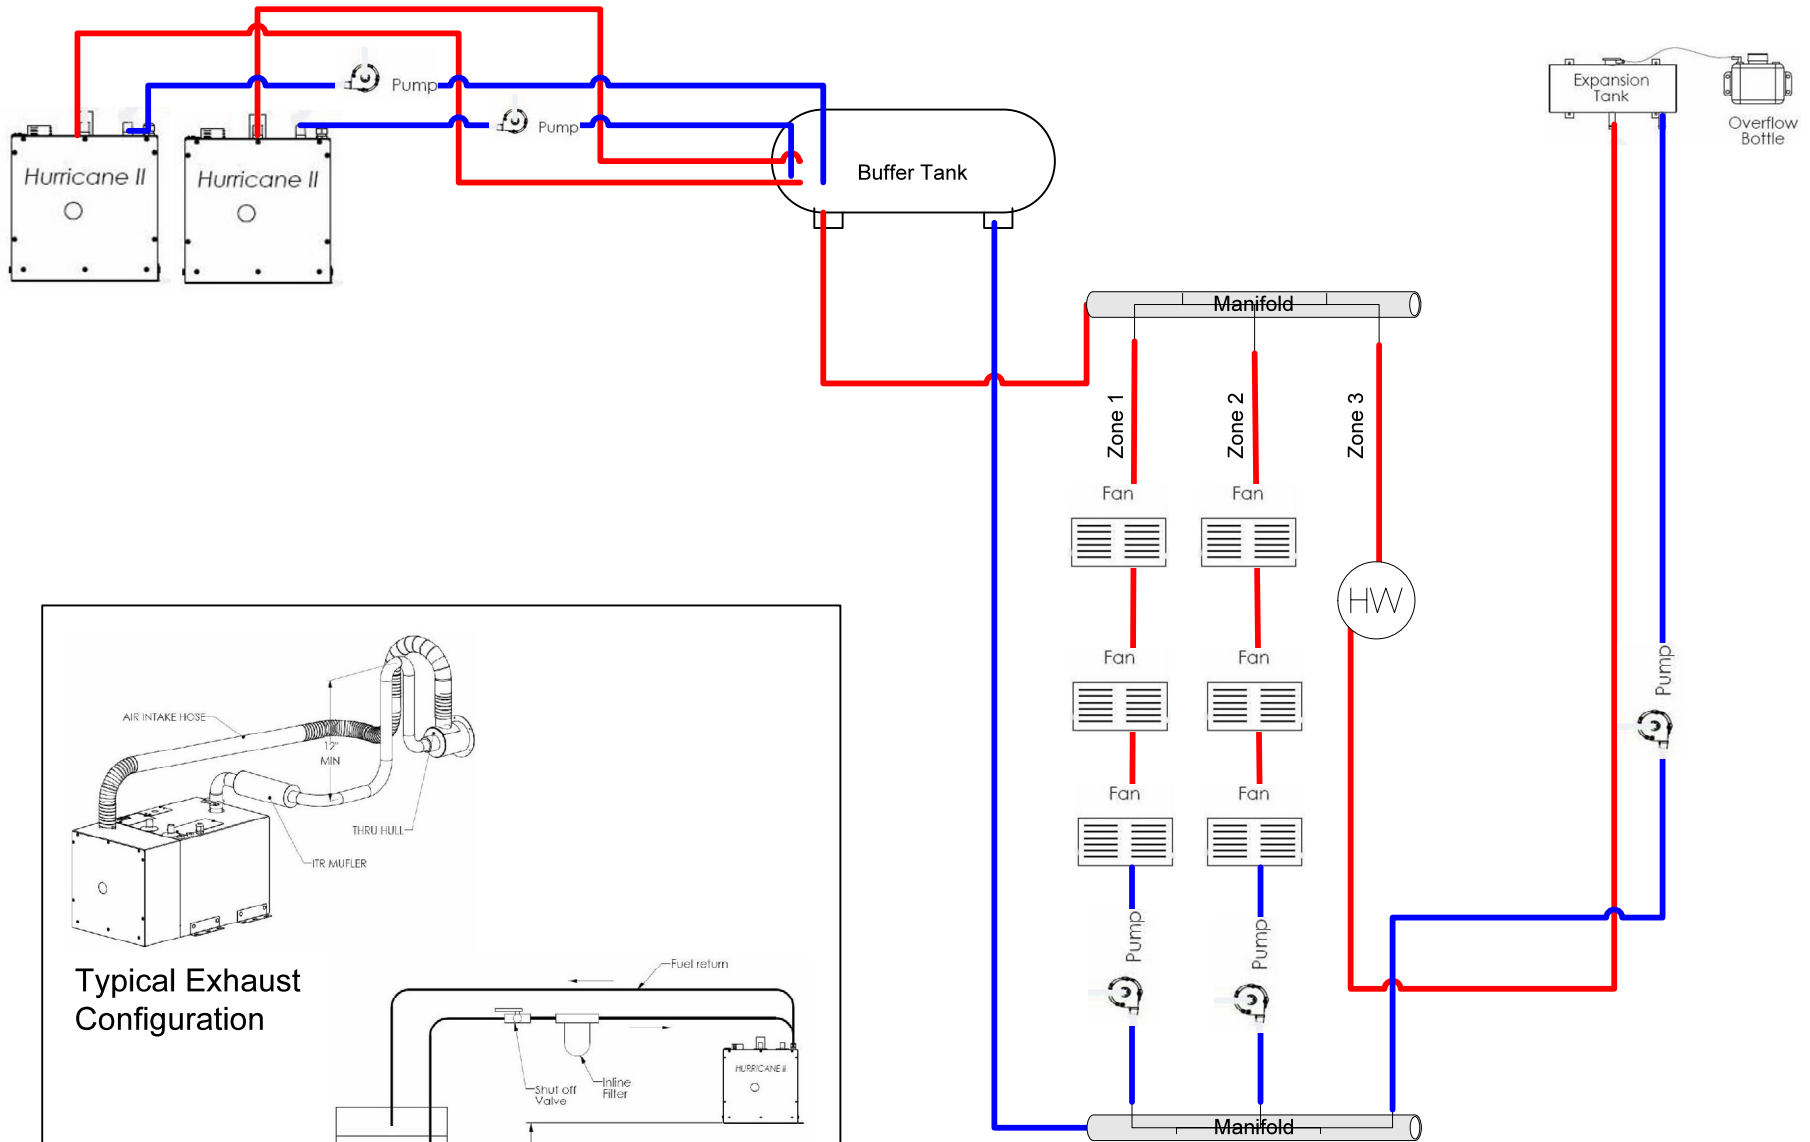 Pump
Pump
Expansion
Tank
Overflow
Bottle
Hurricane II
Hurricane II
Buffer Tank
Manifold
Zone 1
Zone 2
Zone 3
Fan
Fan
HW
Fan
Fan
Pump
Fan
Fan
Pump
Pump
Manifold
AIR INTAKE HOSE
12"
MIN
THRU HULL
ITR MUFLER
Typical Exhaust
Configuration
Fuel return
Shut off
Valve
Inline
Filter
HURRICANE II